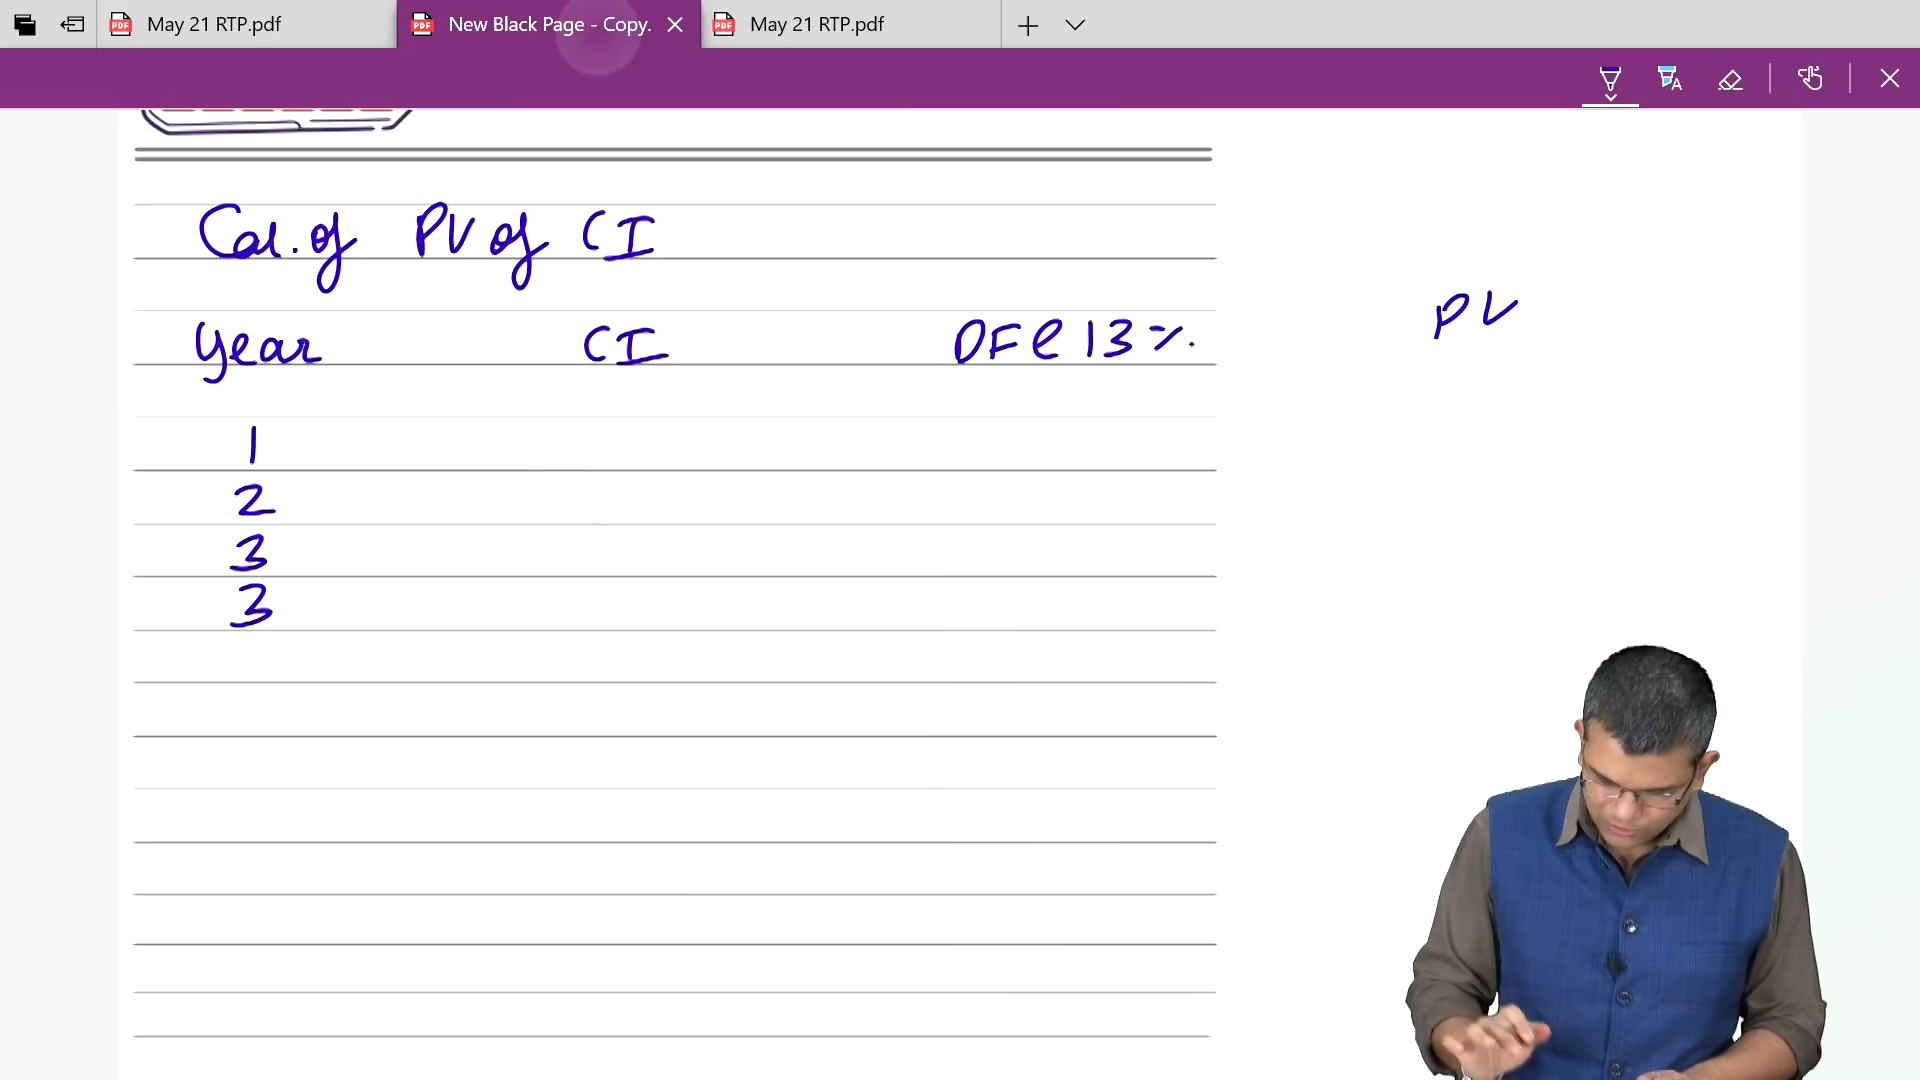 May 21 RTP.pdf New Black Page - Copy. May 21 RTP.pdf
Cal. of PV of CI
Year CI DF@ 13%. PV
1
2
3
3